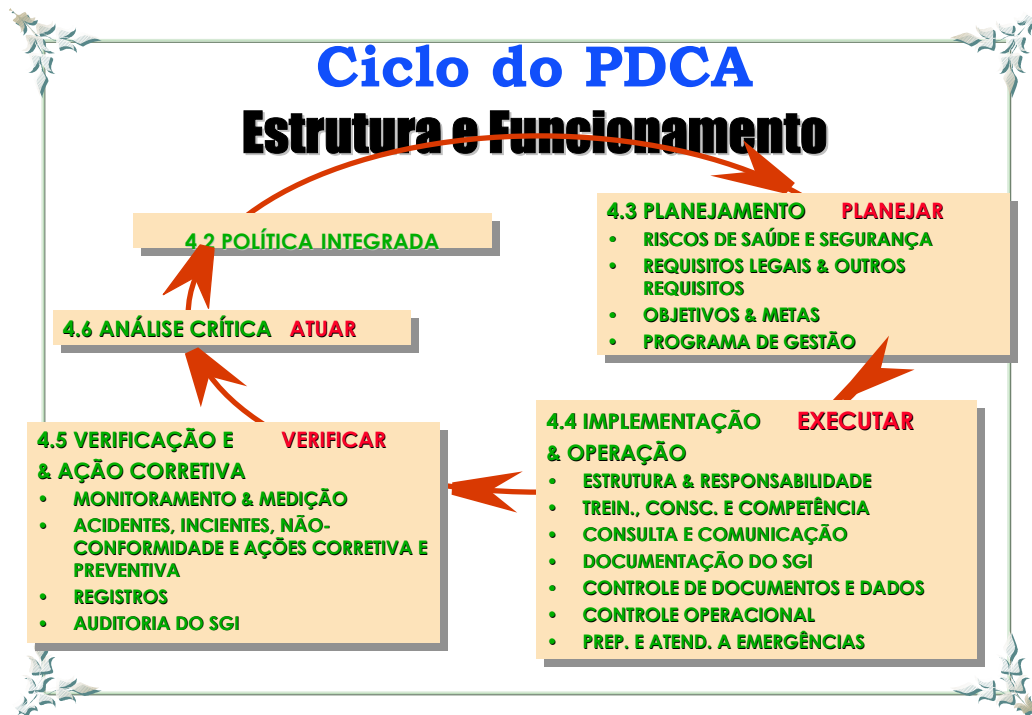 Ciclo do PDCA
Estrutura e Funcionamento
4.2 POLÍTICA INTEGRADA
4.3 PLANEJAMENTO PLANEJAR
• RISCOS DE SAÚDE E SEGURANÇA
• REQUISITOS LEGAIS & OUTROS
REQUISITOS
• OBJETIVOS & METAS
• PROGRAMA DE GESTÃO
4.4 IMPLEMENTAÇÃO EXECUTAR
& OPERAÇÃO
• ESTRUTURA & RESPONSABILIDADE
• TREIN., CONSC. E COMPETÊNCIA
• CONSULTA E COMUNICAÇÃO
• DOCUMENTAÇÃO DO SGI
• CONTROLE DE DOCUMENTOS E DADOS
• CONTROLE OPERACIONAL
• PREP. E ATEND. A EMERGÊNCIAS
4.5 VERIFICAÇÃO E VERIFICAR
& AÇÃO CORRETIVA
• MONITORAMENTO & MEDIÇÃO
• ACIDENTES, INCIENTES, NÃO-
CONFORMIDADE E AÇÕES CORRETIVA E
PREVENTIVA
• REGISTROS
• AUDITORIA DO SGI
4.6 ANÁLISE CRÍTICA ATUAR